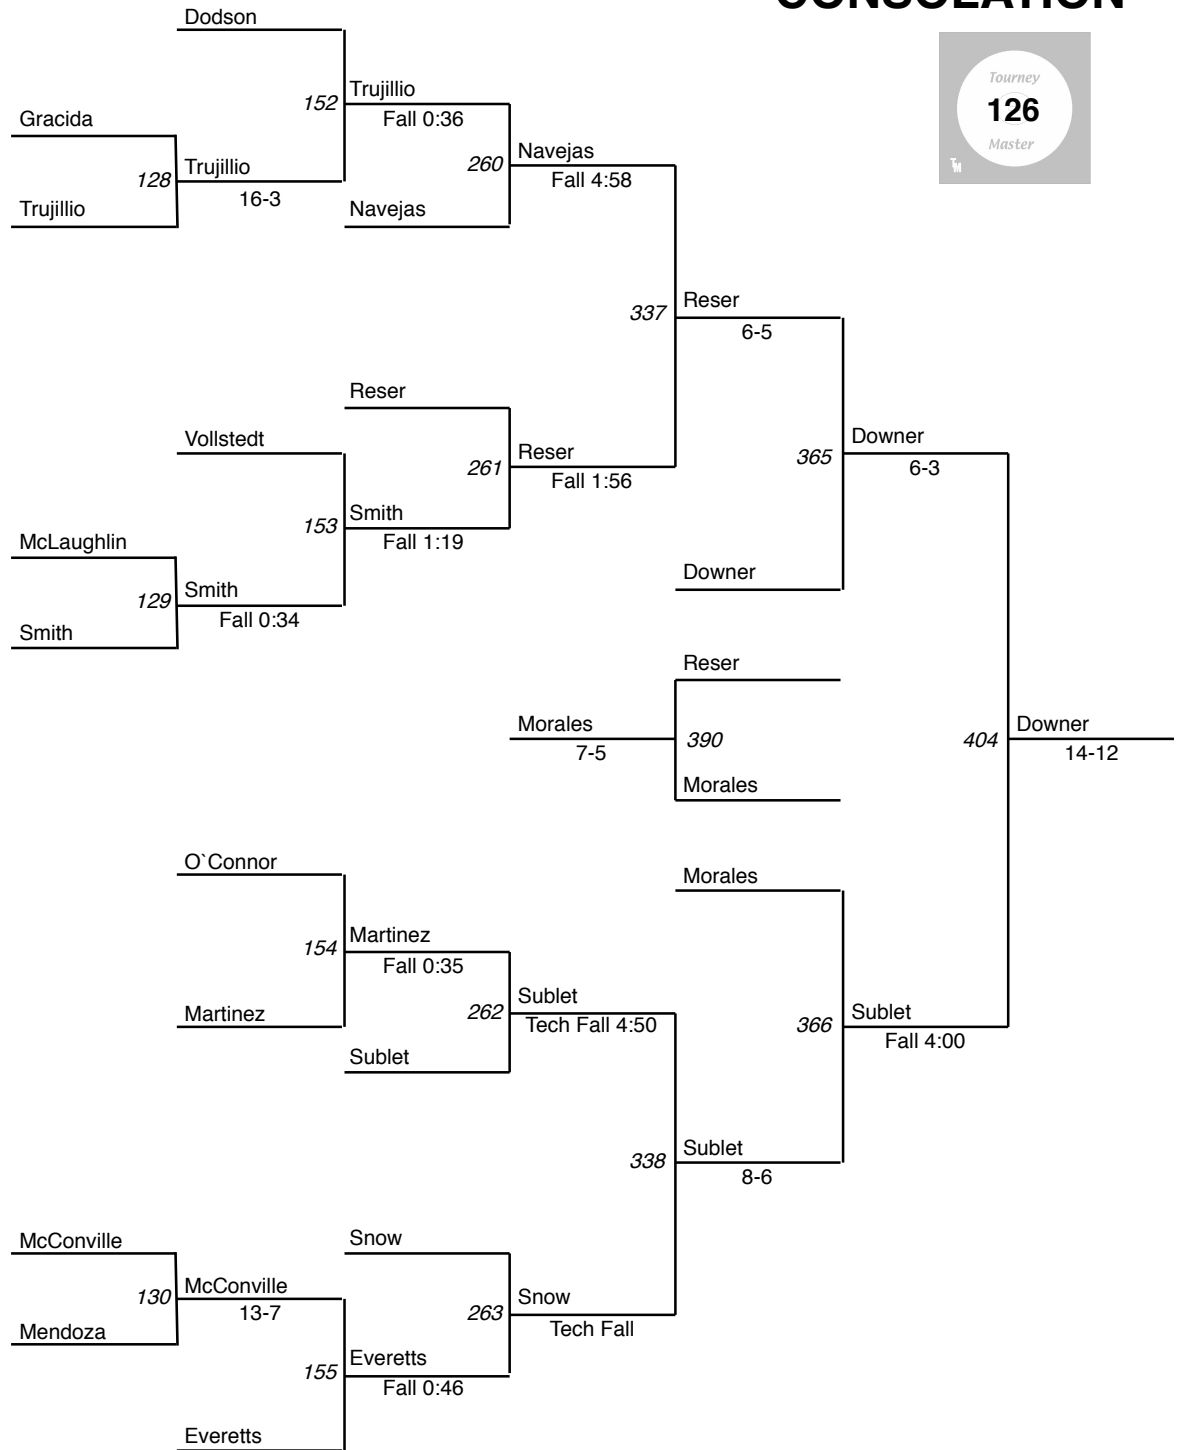 CONSOLATION
Dodson
Tourney
152
Trujillio
Fall 0:36
126
Gracida
Master
TM
Navejas
260
Fall 4:58
128
Trujillio
16-3
Trujillio
Navejas
Reser
337
6-5
Reser
Vollstedt
Downer
Reser
261
365
6-3
Fall 1:56
Smith
153
Fall 1:19
McLaughlin
Downer
Smith
129
Fall 0:34
Smith
Reser
Morales
390
404
Downer
7-5
14-12
Morales
O`Connor
Morales
Martinez
154
Fall 0:35
Sublet
262
Tech Fall 4:50
Martinez
366
Sublet
Fall 4:00
Sublet
Sublet
338
8-6
McConville
Snow
McConville
130
13-7
Snow
263
Tech Fall
Mendoza
Everetts
155
Fall 0:46
Everetts